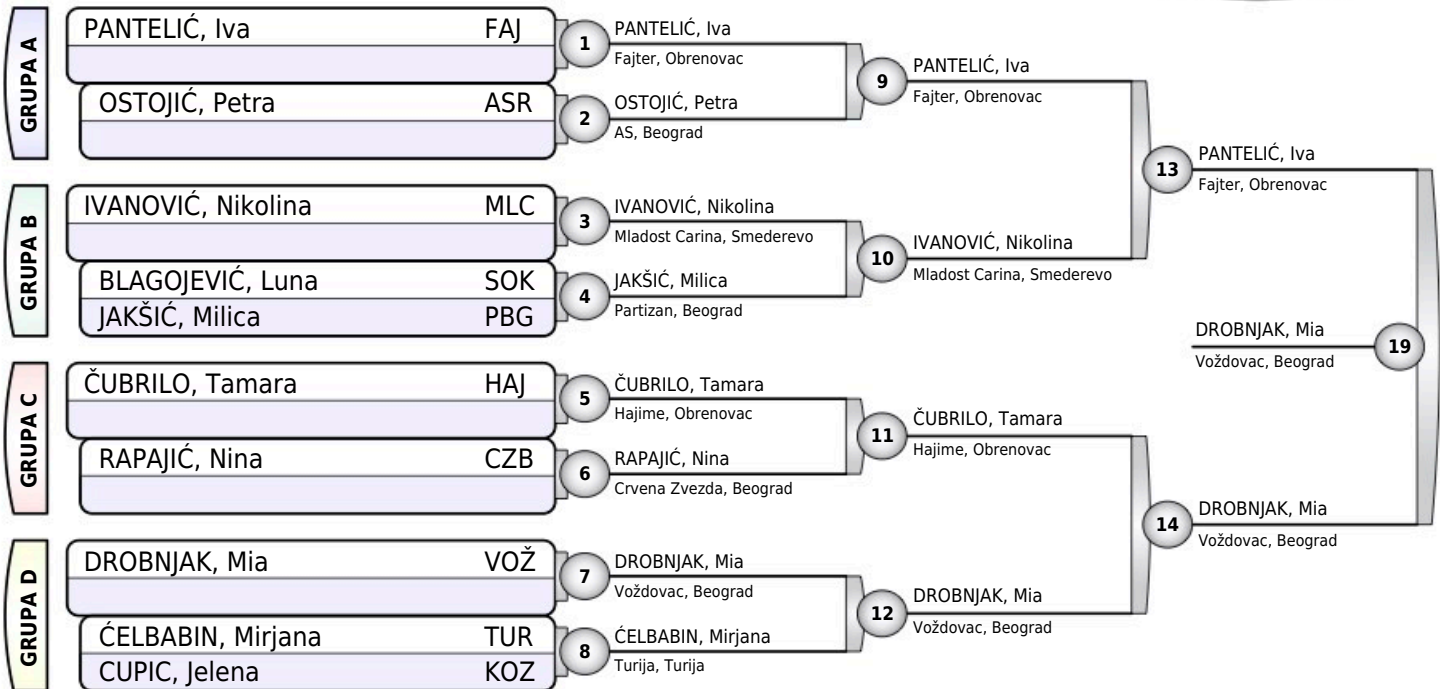 GRUPA A
PANTELIĆ, Iva FAJ
OSTOJIĆ, Petra ASR
GRUPA B
IVANOVIĆ, Nikolina MLC
BLAGOJEVIĆ, Luna SOK
JAKŠIĆ, Milica PBG
GRUPA C
ČUBRILO, Tamara HAJ
RAPAJIĆ, Nina CZB
GRUPA D
DROBNJAK, Mia VOŽ
ĆELBABIN, Mirjana TUR
CUPIC, Jelena KOZ
1
PANTELIĆ, Iva
Fajter, Obrenovac
2
OSTOJIĆ, Petra
AS, Beograd
3
IVANOVIĆ, Nikolina
Mladost Carina, Smederevo
4
JAKŠIĆ, Milica
Partizan, Beograd
5
ČUBRILO, Tamara
Hajime, Obrenovac
6
RAPAJIĆ, Nina
Crvena Zvezda, Beograd
7
DROBNJAK, Mia
Voždovac, Beograd
8
ĆELBABIN, Mirjana
Turija, Turija
9
PANTELIĆ, Iva
Fajter, Obrenovac
10
IVANOVIĆ, Nikolina
Mladost Carina, Smederevo
11
ČUBRILO, Tamara
Hajime, Obrenovac
12
DROBNJAK, Mia
Voždovac, Beograd
13
PANTELIĆ, Iva
Fajter, Obrenovac
14
DROBNJAK, Mia
Voždovac, Beograd
DROBNJAK, Mia
Voždovac, Beograd
19